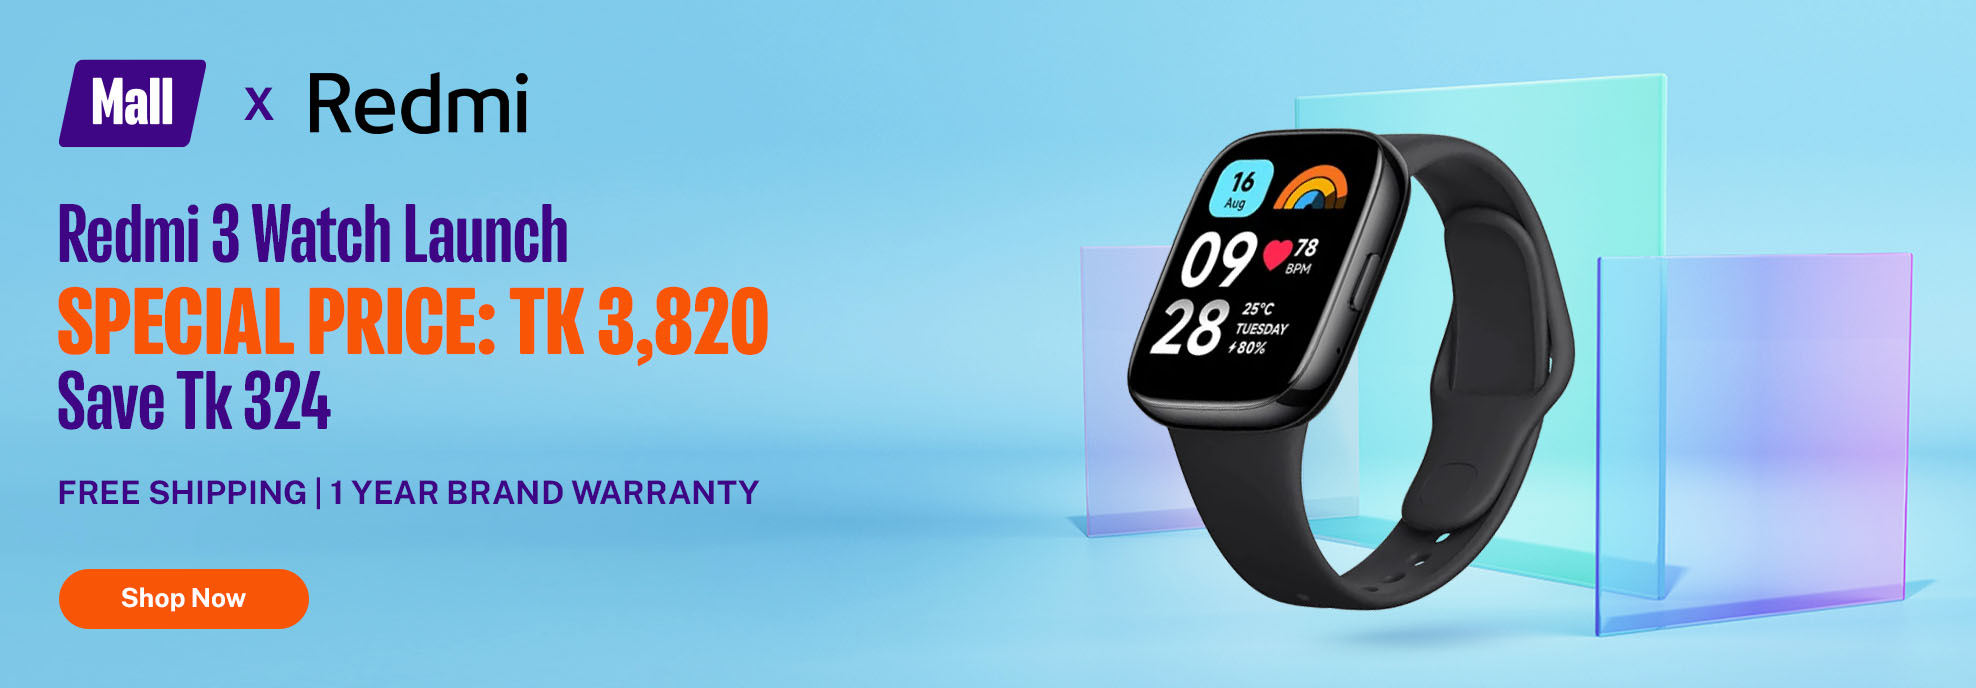 Mall x Redmi
Redmi 3 Watch Launch
SPECIAL PRICE: TK 3,820
Save Tk 324
FREE SHIPPING | 1 YEAR BRAND WARRANTY
Shop Now
16
Aug
09
78
BPM
28
25°C
TUESDAY
80%